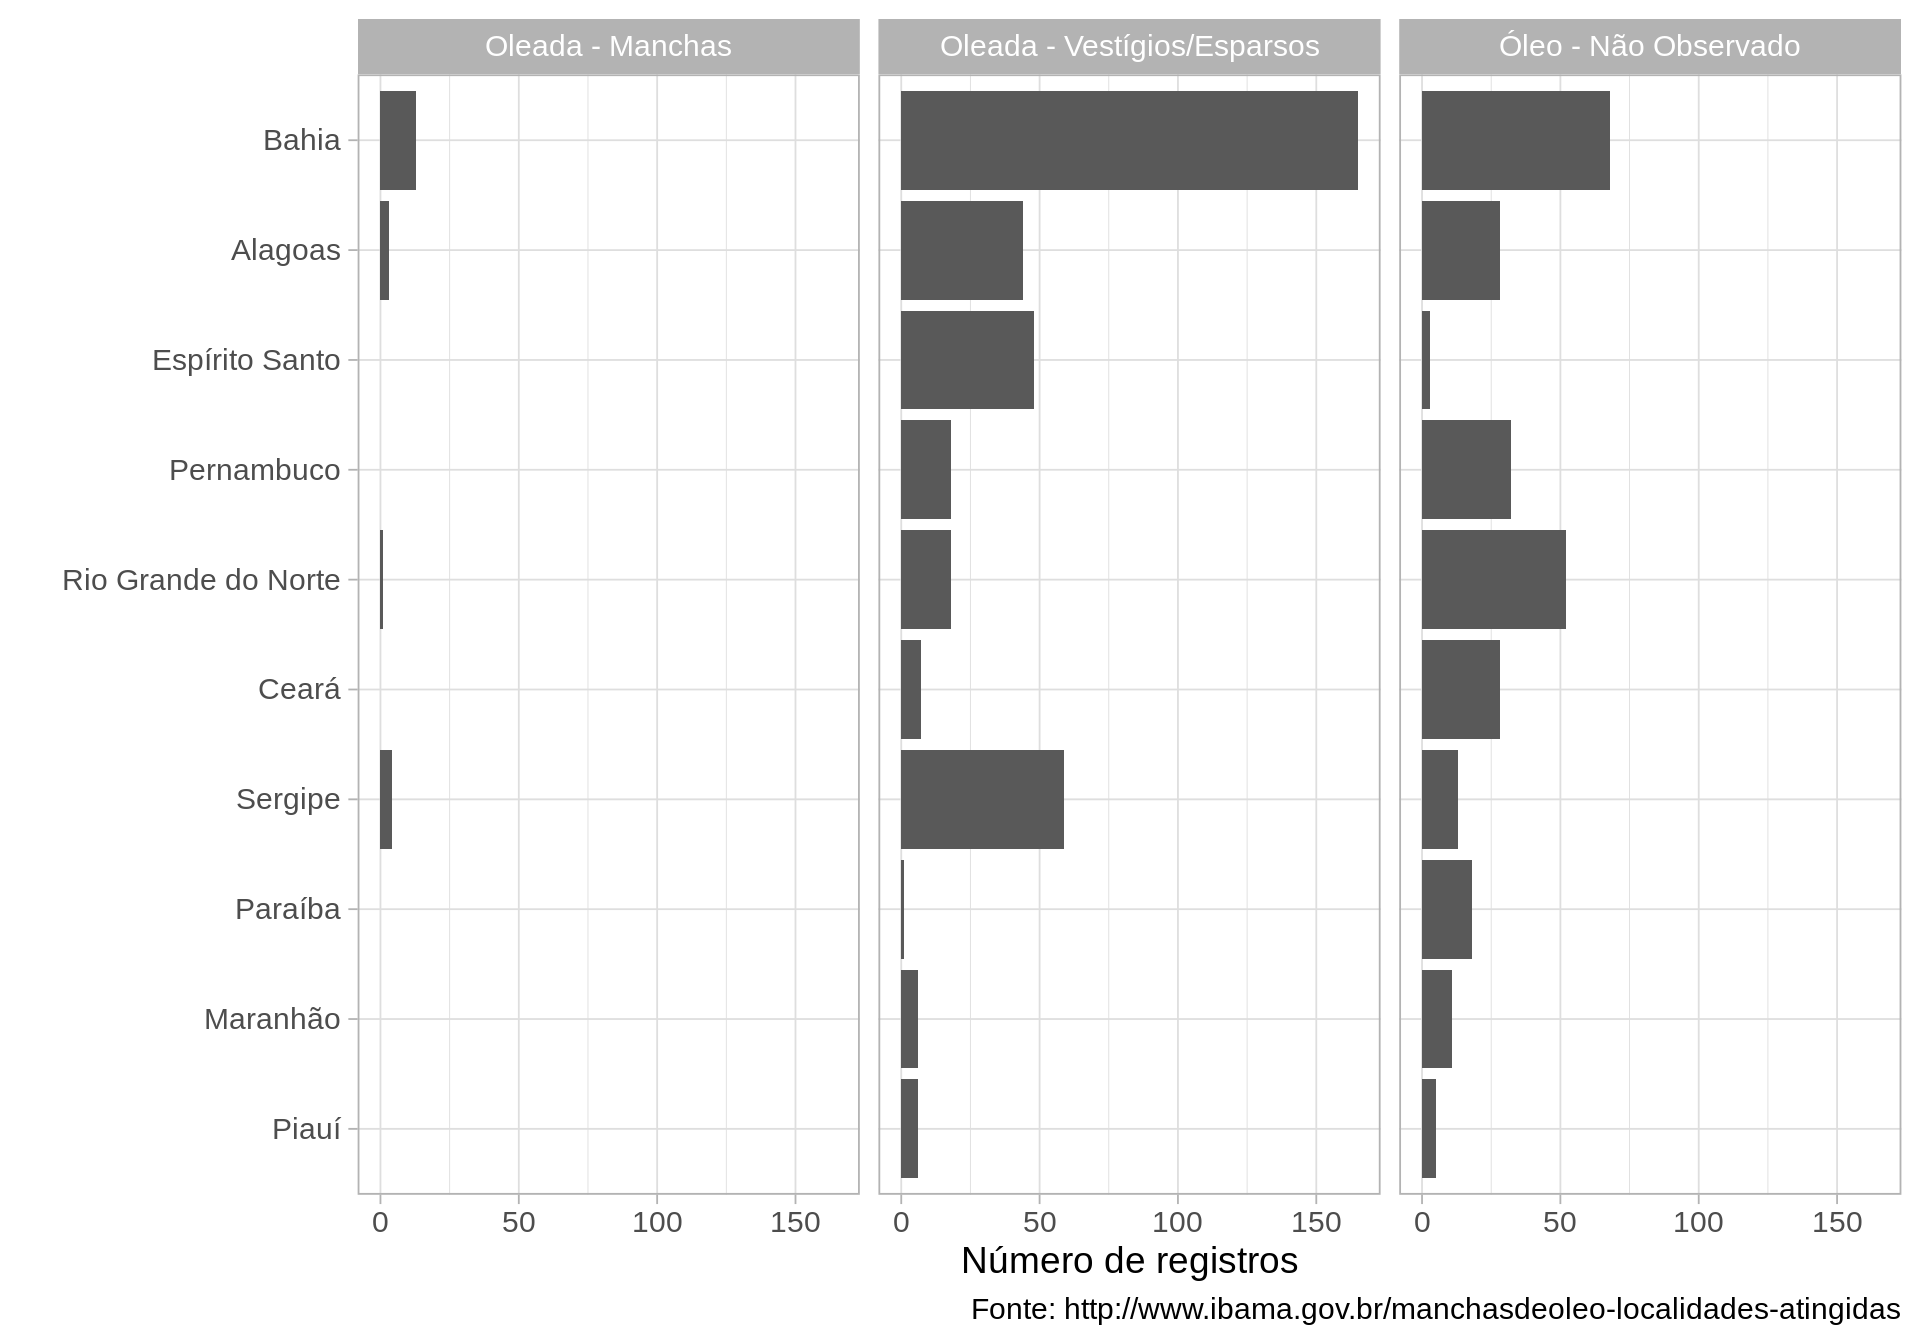 Oleada - Manchas
Oleada - Vestígios/Esparsos
Óleo - Não Observado
Bahia
Alagoas
Espírito Santo
Pernambuco
Rio Grande do Norte
Ceará
Sergipe
Paraíba
Maranhão
Piauí
0 50 100 150
0 50 100 150
0 50 100 150
Número de registros
Fonte: http://www.ibama.gov.br/manchasdeoleo-localidades-atingidas